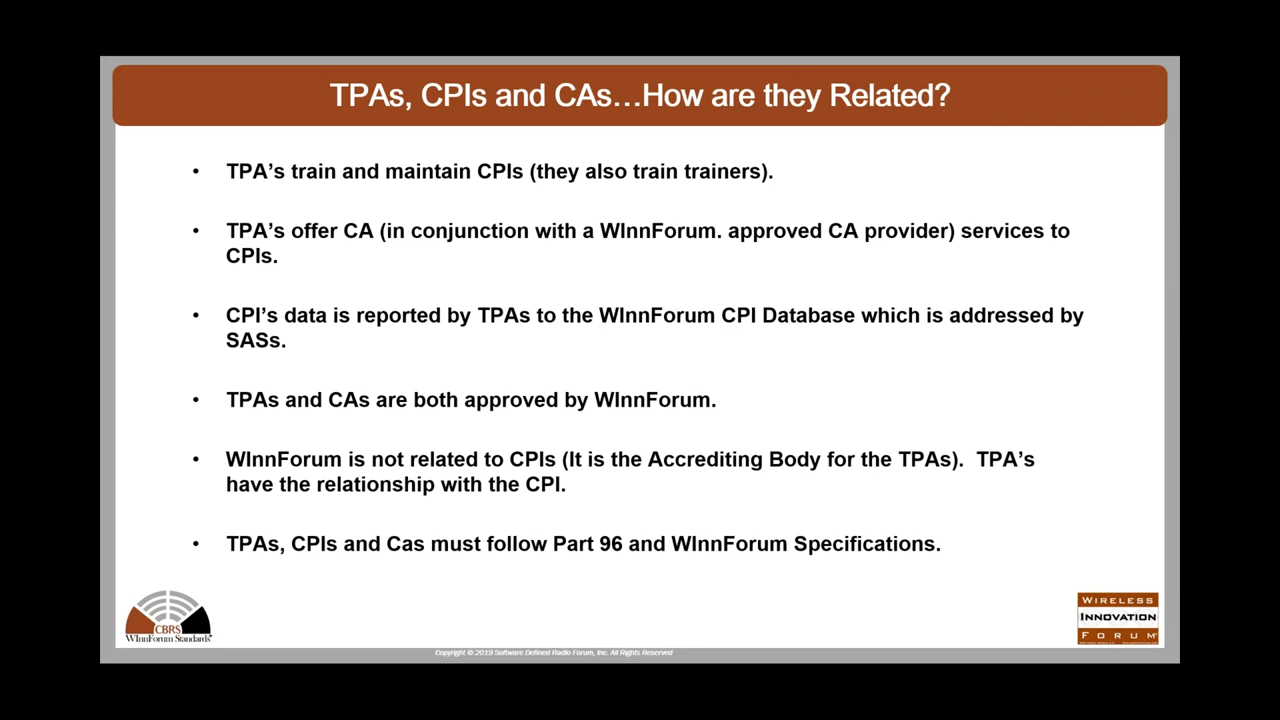 TPAs, CPIs and CAs...How are they Related?
• TPA's train and maintain CPIs (they also train trainers).
• TPA's offer CA (in conjunction with a WInnForum. approved CA provider) services to
CPIs.
• CPI's data is reported by TPAs to the WInnForum CPI Database which is addressed by
SASs.
• TPAs and CAs are both approved by WInnForum.
• WInnForum is not related to CPIs (It is the Accrediting Body for the TPAs).  TPA's
have the relationship with the CPI.
• TPAs, CPIs and Cas must follow Part 96 and WInnForum Specifications.
CBRS
WInnForum Standards
WIRELESS
INNOVATION
FORUM
Copyright © 2019 Software Defined Radio Forum, Inc. All Rights Reserved